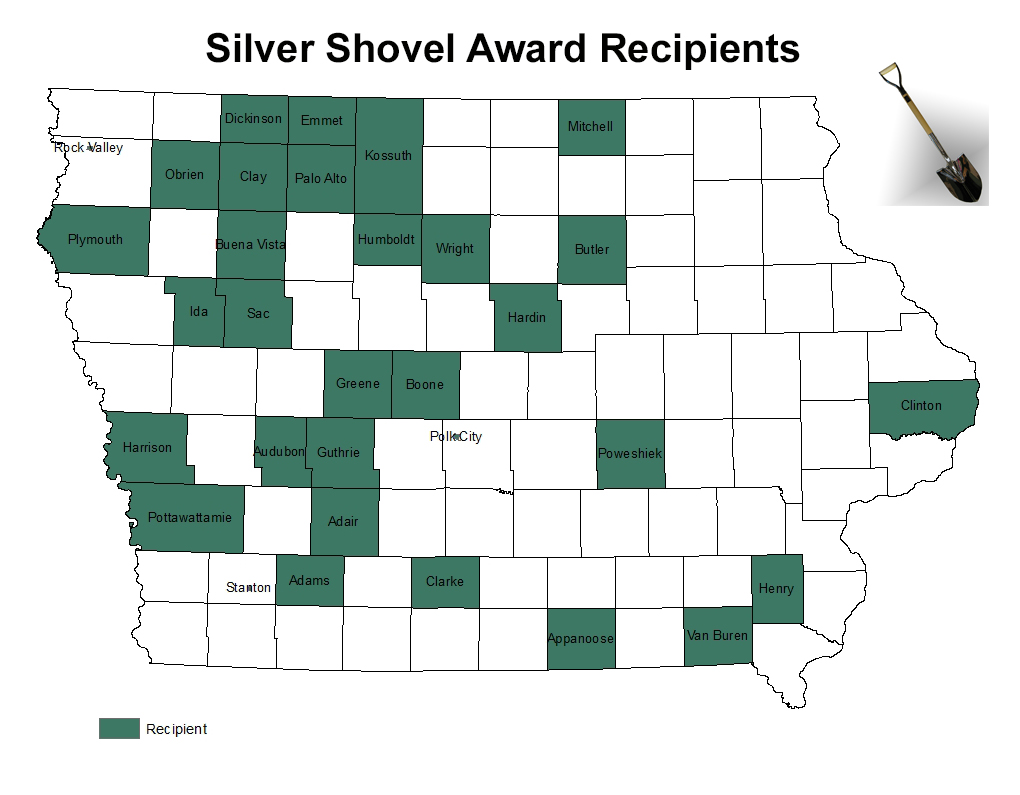 Silver Shovel Award Recipients
Dickinson
Emmet
Mitchell
Kossuth
Rock Valley
Obrien
Clay
Palo Alto
Plymouth
Buena Vista
Humboldt
Wright
Butler
Ida
Sac
Hardin
Greene
Boone
Clinton
Harrison
Audubon
Guthrie
Polk City
Poweshiek
Pottawattamie
Adair
Stanton
Adams
Clarke
Henry
Appanoose
Van Buren
Recipient